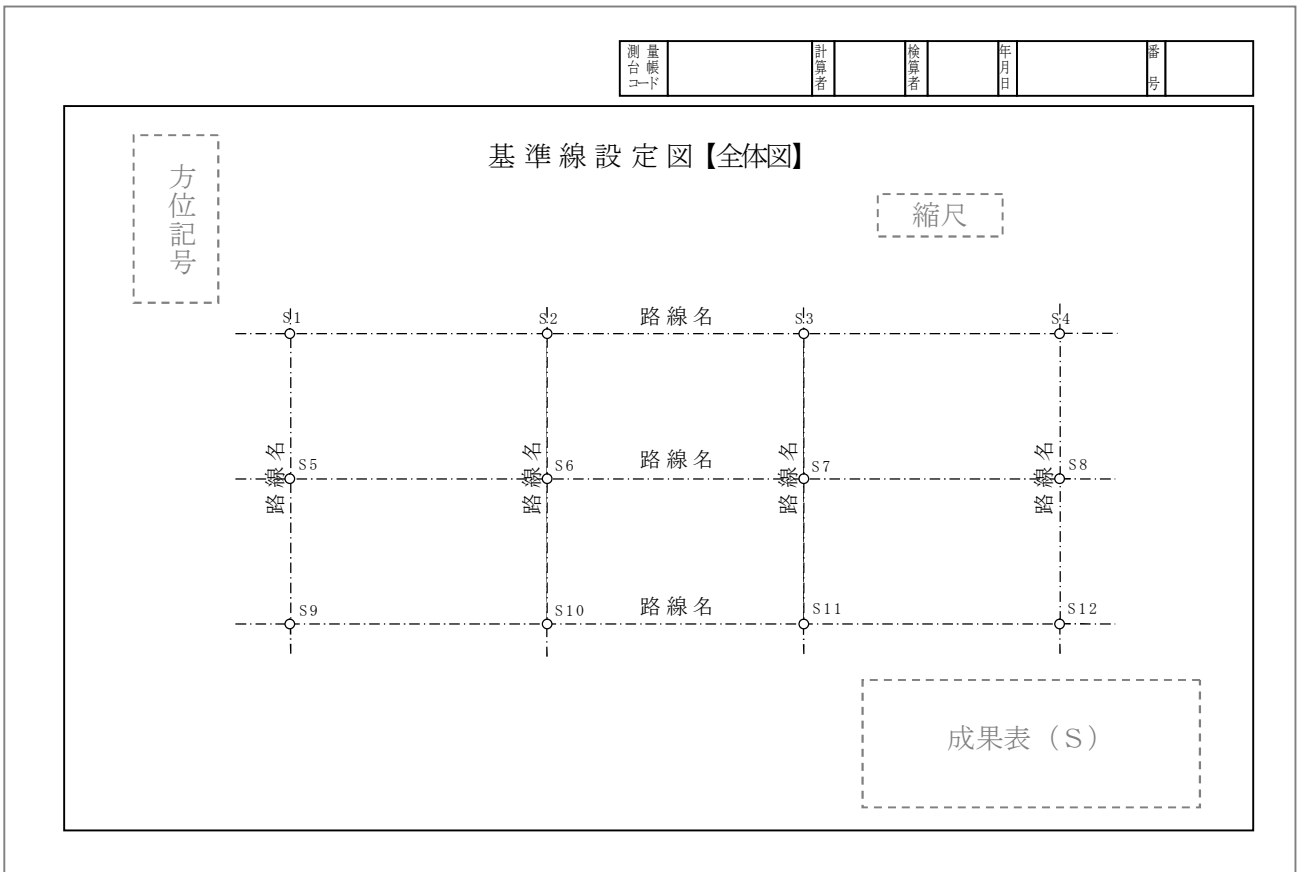 測量
台帳
コード
計算者
検算者
年月日
番号
基準線設定図【全体図】
方位記号
縮尺
S1
S2
路線名
S3
S4
路線名
S5
路線名
S6
路線名
路線名
S7
路線名
S8
S9
S10
路線名
S11
S12
成果表（S）